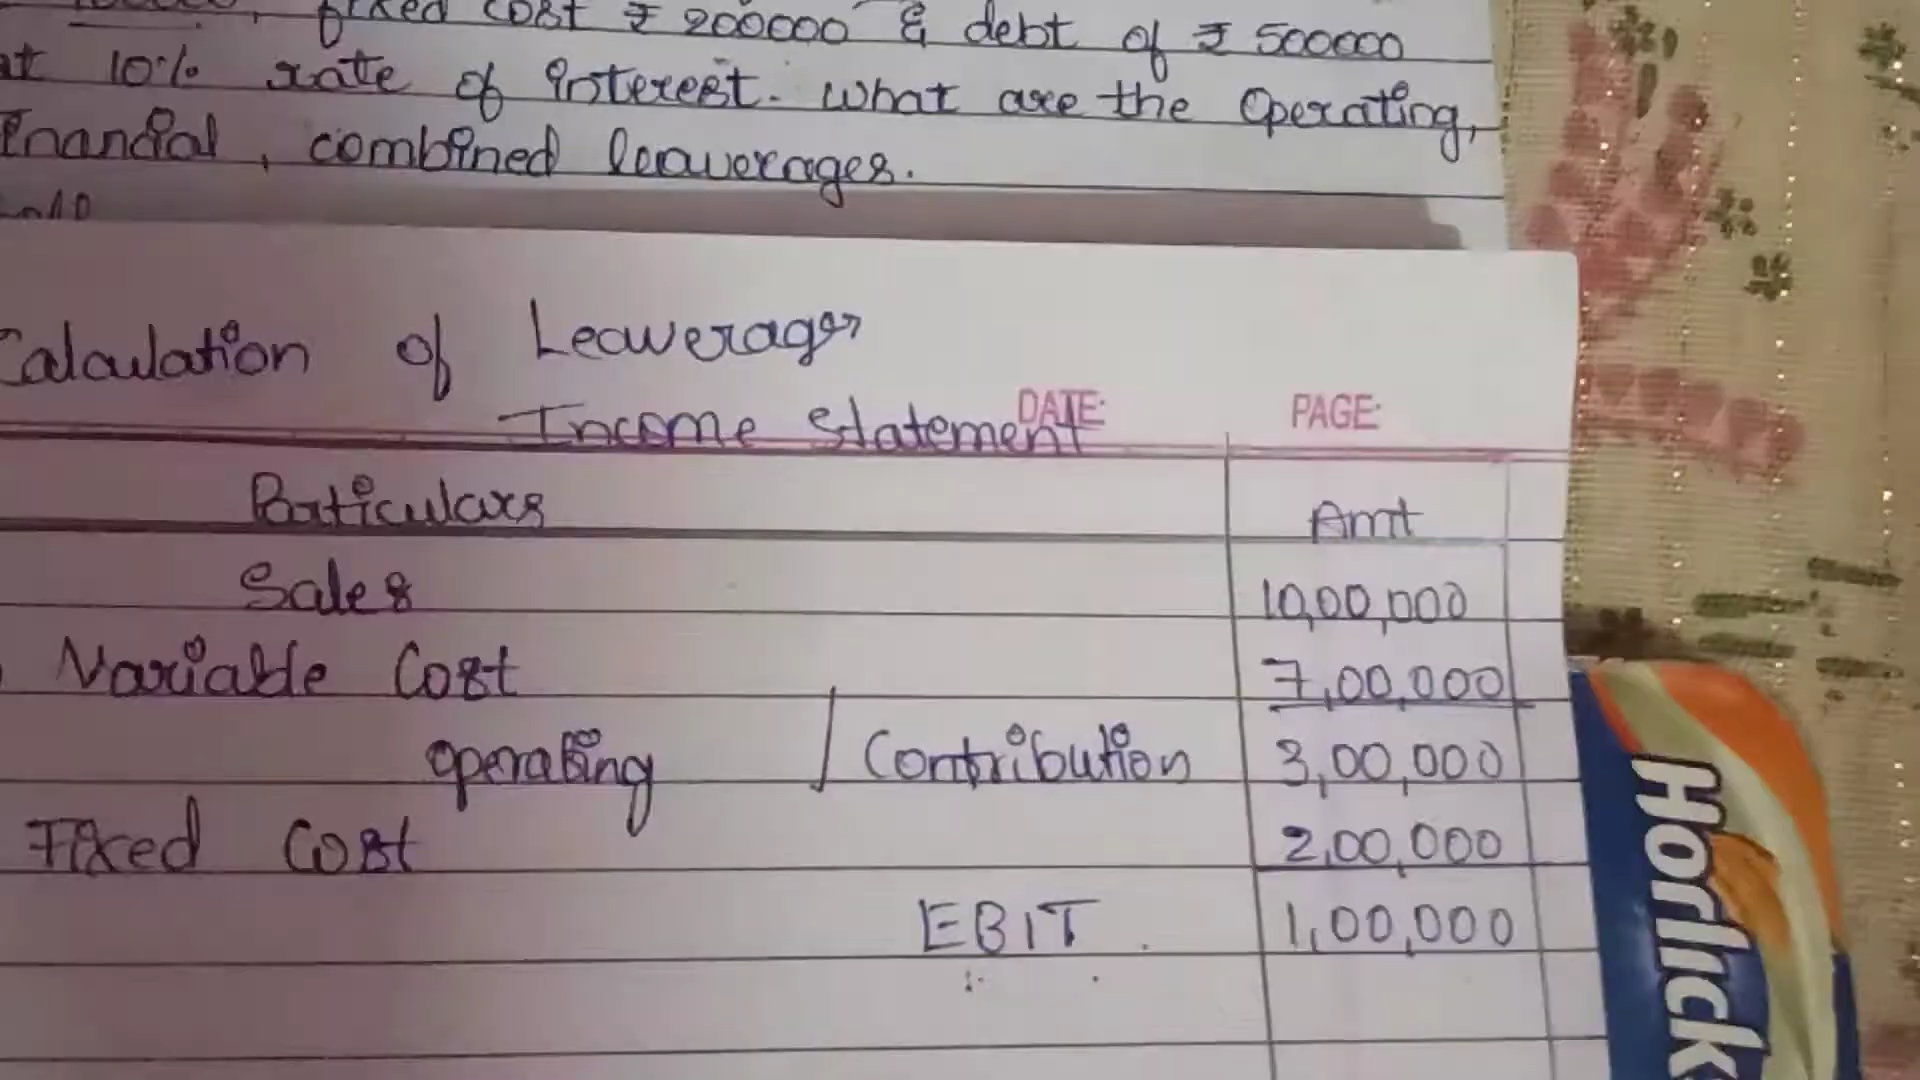 fixed cost ₹ 200000 & debt of ₹ 500000
at 10% rate of interest. what are the operating,
inancial, combined leaverages.
Calculation of Leaverages
Income statement
DATE: PAGE:
Particulars Amt
Sales 10,00,000
Variable Cost 7,00,000
operating / Contribution 3,00,000
Fixed Cost 2,00,000
EBIT 1,00,000
Horlick